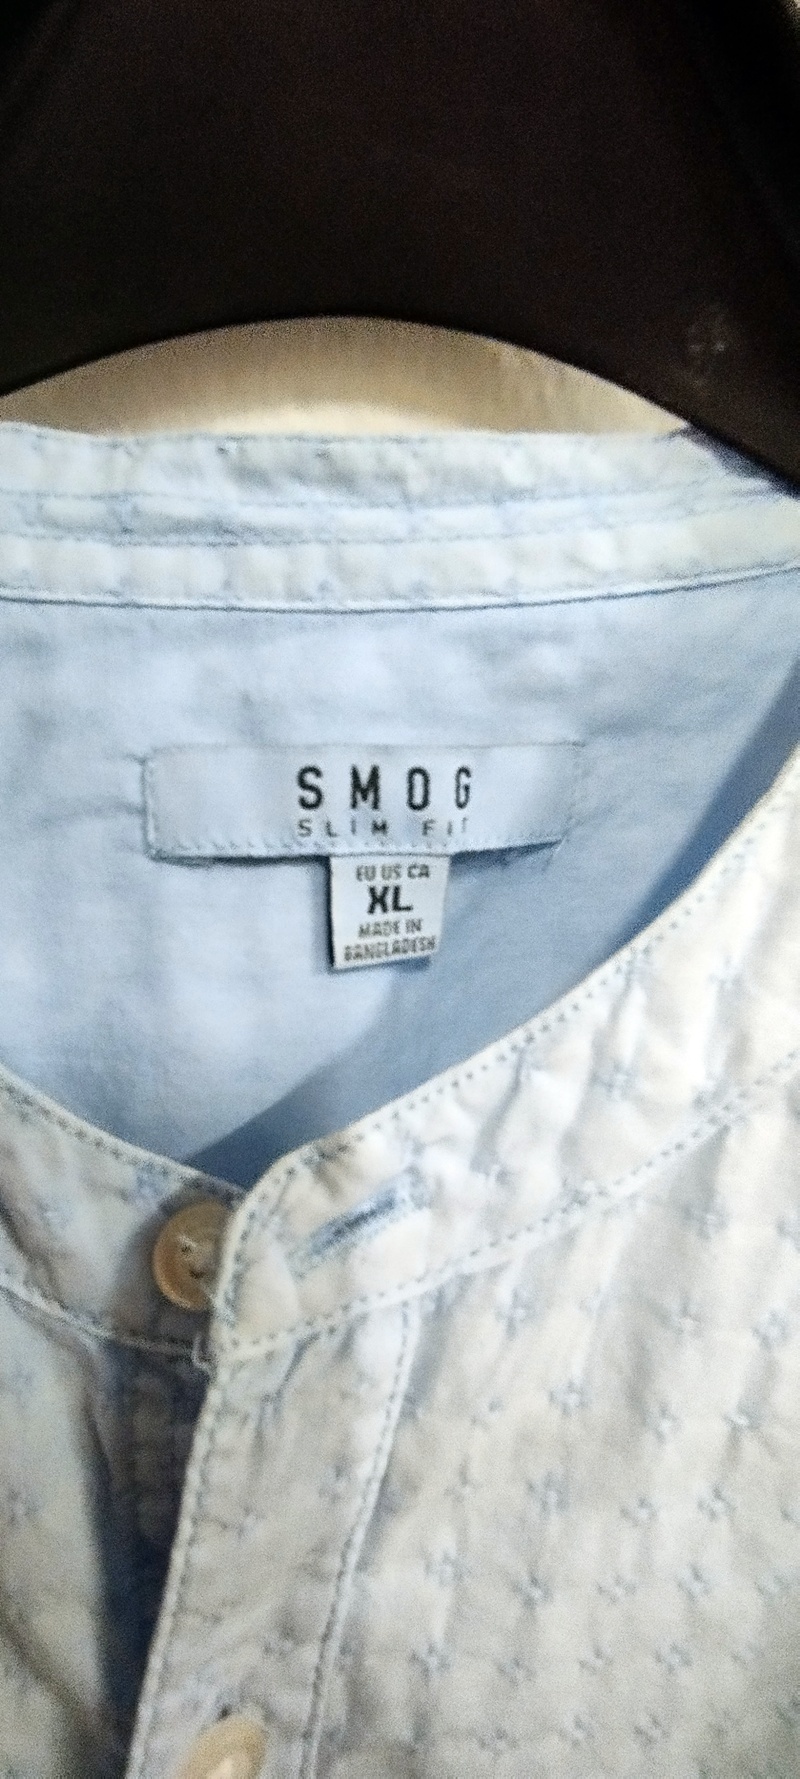 SMOG
SLIM FIT
EU US CA
XL
MADE IN
BANGLADESH